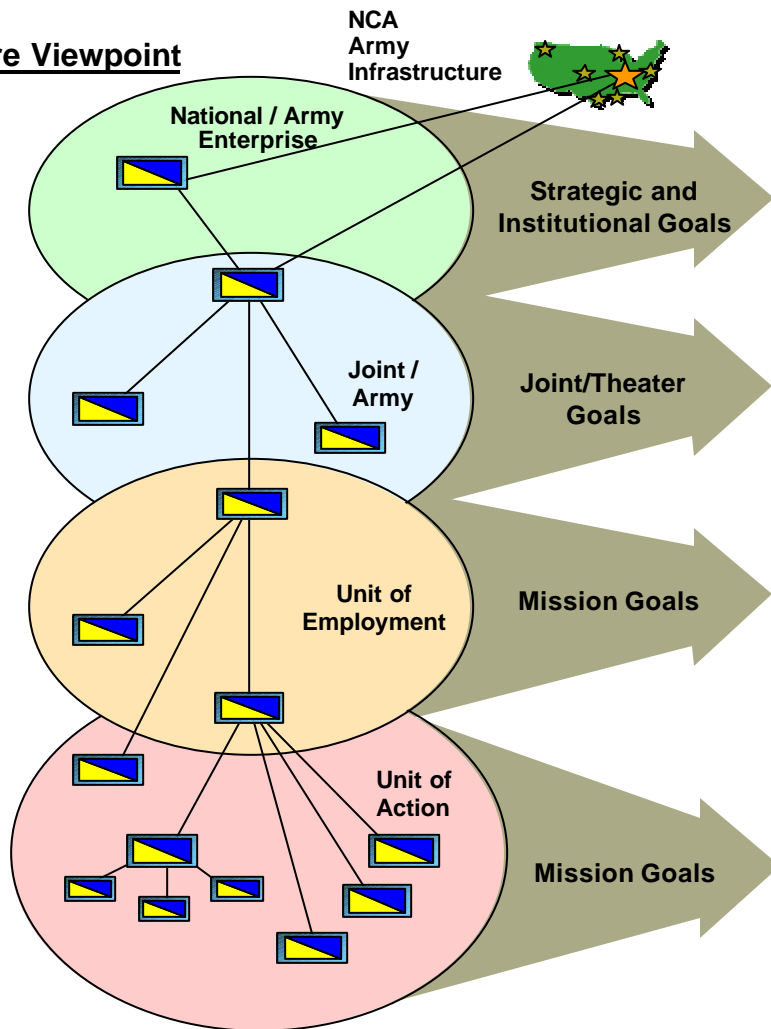 re Viewpoint
NCA
Army
Infrastructure
National / Army
Enterprise
Strategic and
Institutional Goals
Joint /
Army
Joint/Theater
Goals
Unit of
Employment
Mission Goals
Unit of
Action
Mission Goals